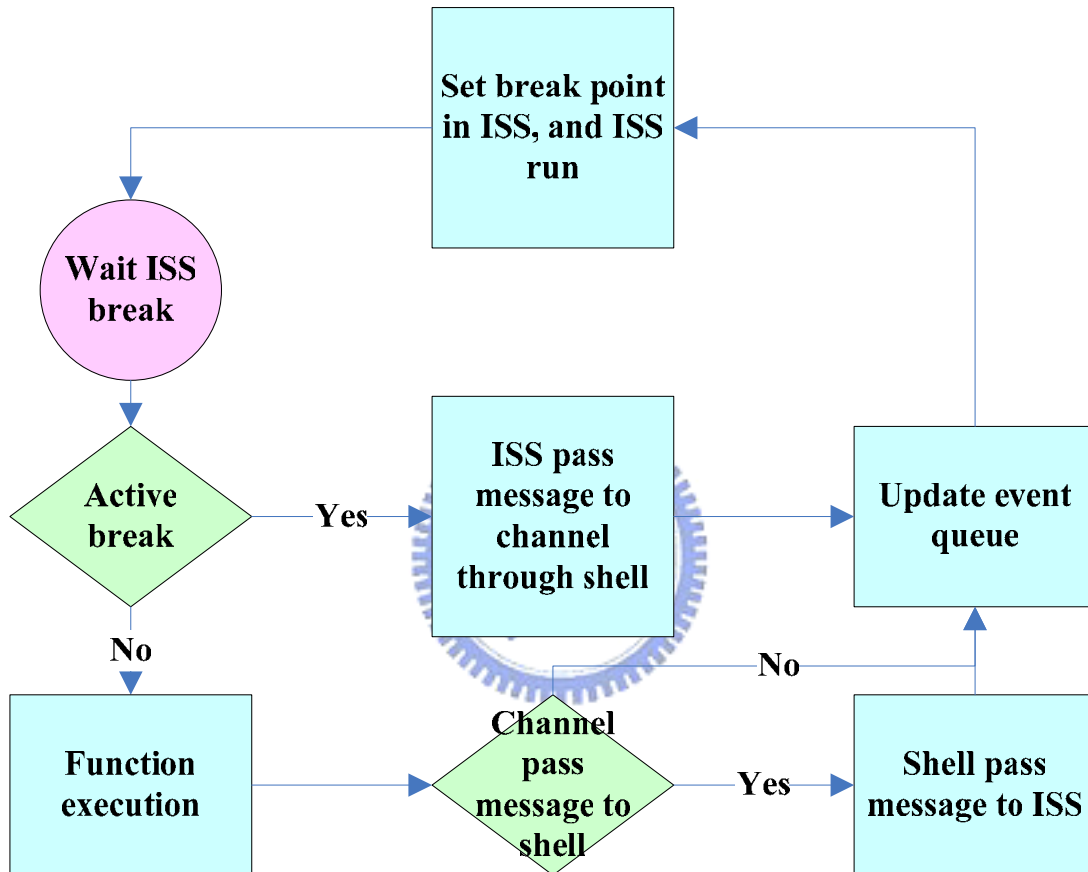 Set break point
in ISS, and ISS
run
Wait ISS
break
Active
break
Yes
ISS pass
message to
channel
through shell
Update event
queue
No
No
Function
execution
Channel
pass
message to
shell
Yes
Shell pass
message to ISS